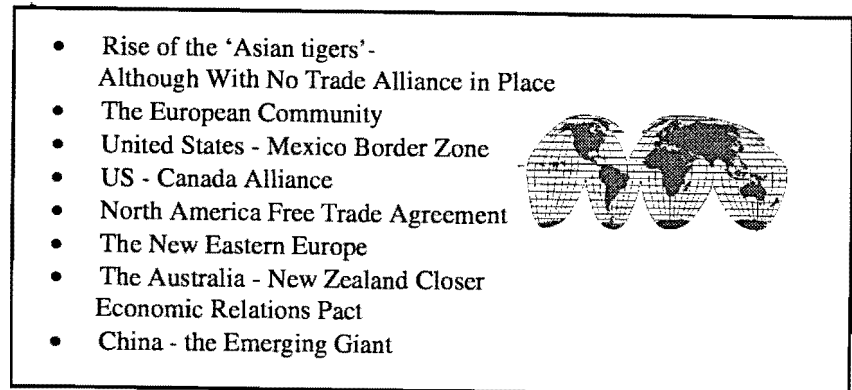 • Rise of the ‘Asian tigers’-
Although With No Trade Alliance in Place
• The European Community
• United States - Mexico Border Zone
• US - Canada Alliance
• North America Free Trade Agreement
• The New Eastern Europe
• The Australia - New Zealand Closer
Economic Relations Pact
• China - the Emerging Giant